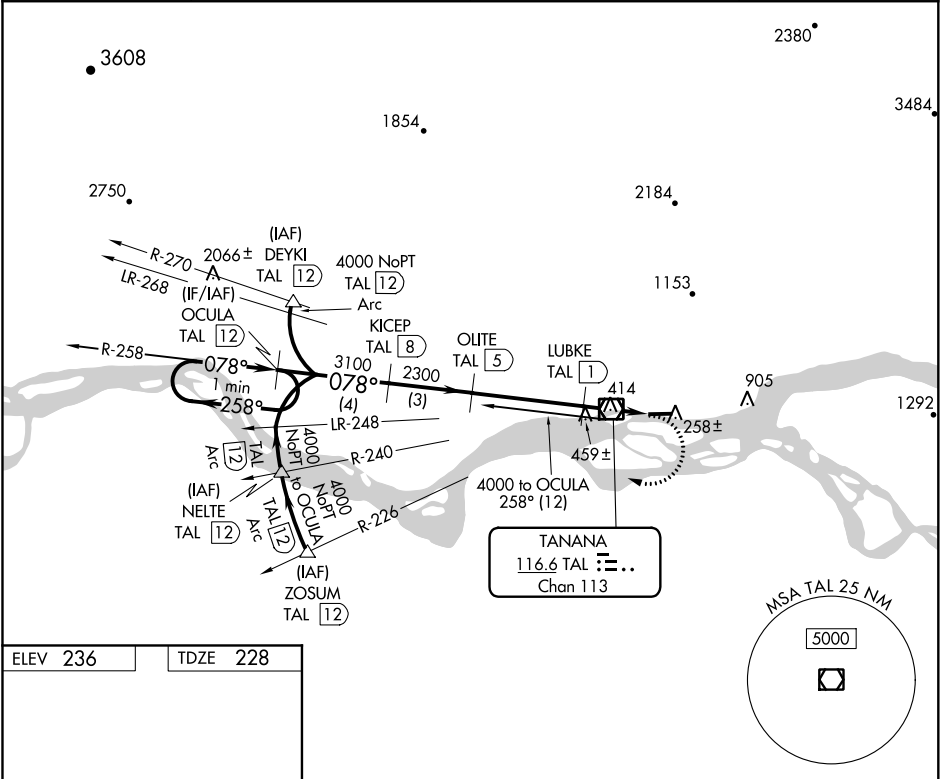 3608
2380
3484
1854
2750
2184
R-270
2066±
LR-268
(IAF)
DEYKI
TAL 12
4000 NoPT
TAL 12
Arc
1153
(IF/IAF)
OCULA
TAL 12
KICEP
TAL 8
OLITE
TAL 5
LUBKE
TAL 1
R-258
078°
1 min
258°
3100
078°
(4)
2300
(3)
414
905
258±
1292
459±
LR-248
4000
NoPT
to OCULA
TAL 12
Arc
R-240
(IAF)
NELTE
TAL 12
4000
NoPT
TAL 12
Arc
R-226
4000 to OCULA
258° (12)
(IAF)
ZOSUM
TAL 12
TANANA
116.6 TAL
Chan 113
MSA TAL 25 NM
5000
ELEV 236
TDZE 228